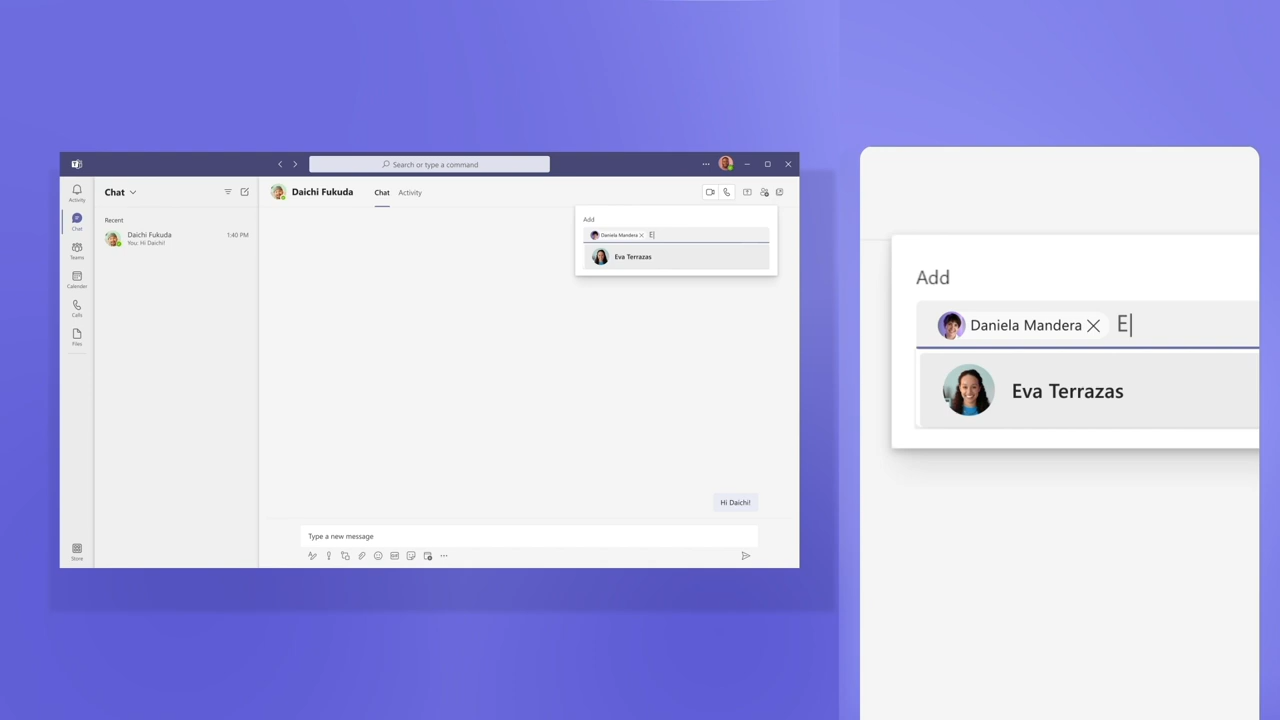 Search or type a command
Activity
Chat
Teams
Calendar
Calls
Files
Store
Chat
Recent
Daichi Fukuda
1:40 PM
You: Hi Daichi!
Daichi Fukuda
Chat
Activity
Add
Daniela Mandera
E
Eva Terrazas
Hi Daichi!
Type a new message
Add
Daniela Mandera
E
Eva Terrazas